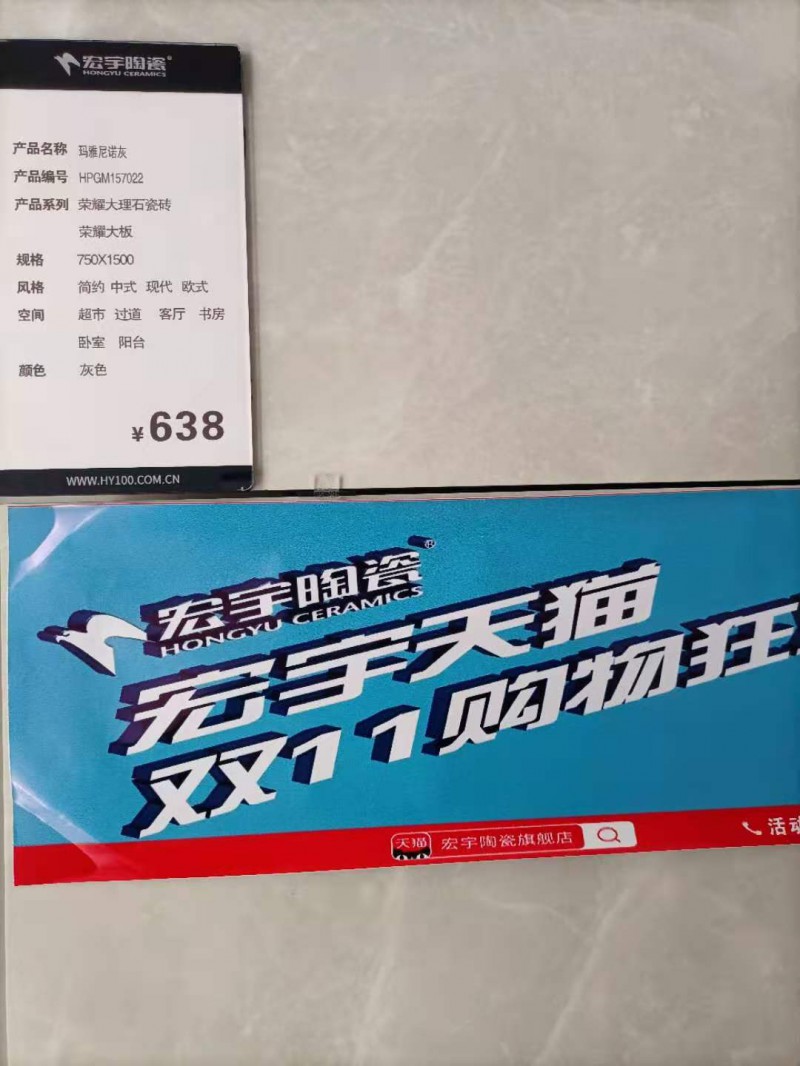 宏宇陶瓷®
HONGYU CERAMICS
产品名称 玛雅尼诺灰
产品编号 HPGM157022
产品系列 荣耀大理石瓷砖
荣耀大板
规格 750X1500
风格 简约 中式 现代 欧式
空间 超市 过道 客厅 书房
卧室 阳台
颜色 灰色
¥638
WWW.HY100.COM.CN
宏宇陶瓷®
HONGYU CERAMICS
宏宇天猫
双11购物狂
天猫 宏宇陶瓷旗舰店
活动